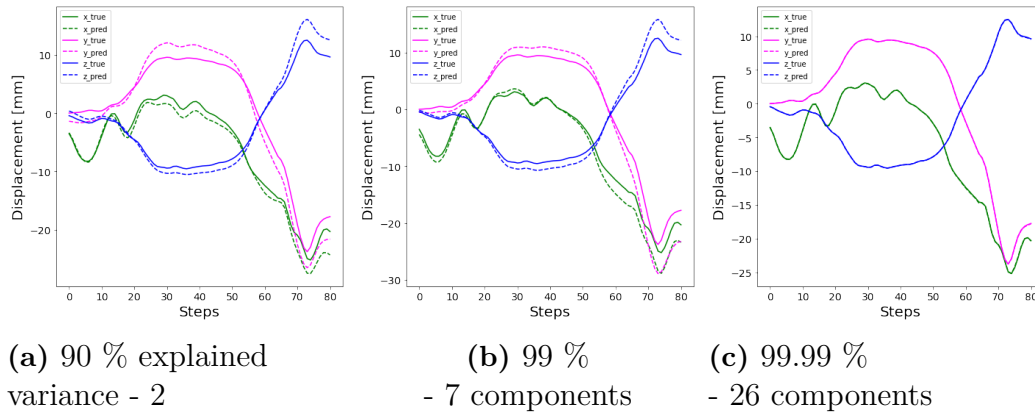 x_true
x_pred
y_true
y_pred
z_true
z_pred
10
0
−10
−20
Displacement [mm]
0 10 20 30 40 50 60 70 80
Steps
x_true
x_pred
y_true
y_pred
z_true
z_pred
10
0
−10
−20
−30
Displacement [mm]
0 10 20 30 40 50 60 70 80
Steps
x_true
x_pred
y_true
y_pred
z_true
z_pred
10
5
0
−5
−10
−15
−20
−25
Displacement [mm]
0 10 20 30 40 50 60 70 80
Steps
(a) 90 % explained
variance - 2
(b) 99 %
- 7 components
(c) 99.99 %
- 26 components